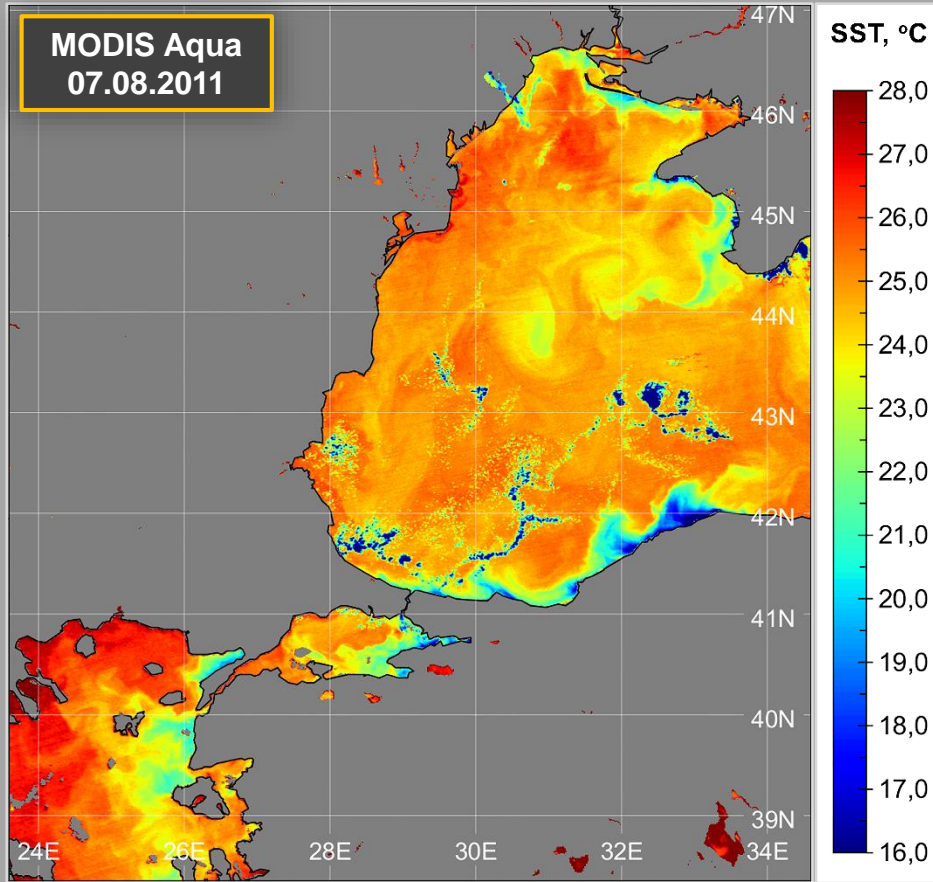 MODIS Aqua
07.08.2011
SST, °C
28,0
27,0
26,0
25,0
24,0
23,0
22,0
21,0
20,0
19,0
18,0
17,0
16,0
47N
46N
45N
44N
43N
42N
41N
40N
39N
24E 26E 28E 30E 32E 34E